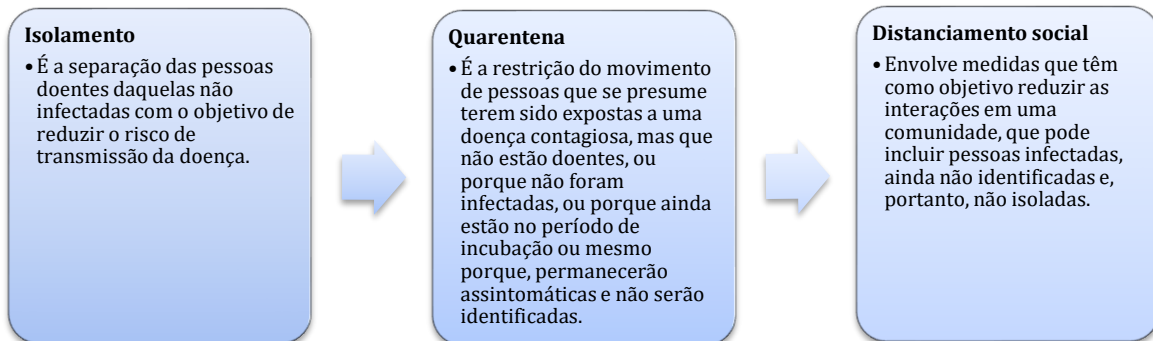 Isolamento
• É a separação das pessoas
doentes daquelas não
infectadas com o objetivo de
reduzir o risco de
transmissão da doença.
Quarentena
• É a restrição do movimento
de pessoas que se presume
terem sido expostas a uma
doença contagiosa, mas que
não estão doentes, ou
porque não foram
infectadas, ou porque ainda
estão no período de
incubação ou mesmo
porque, permanecerão
assintomáticas e não serão
identificadas.
Distanciamento social
• Envolve medidas que têm
como objetivo reduzir as
interações em uma
comunidade, que pode
incluir pessoas infectadas,
ainda não identificadas e,
portanto, não isoladas.